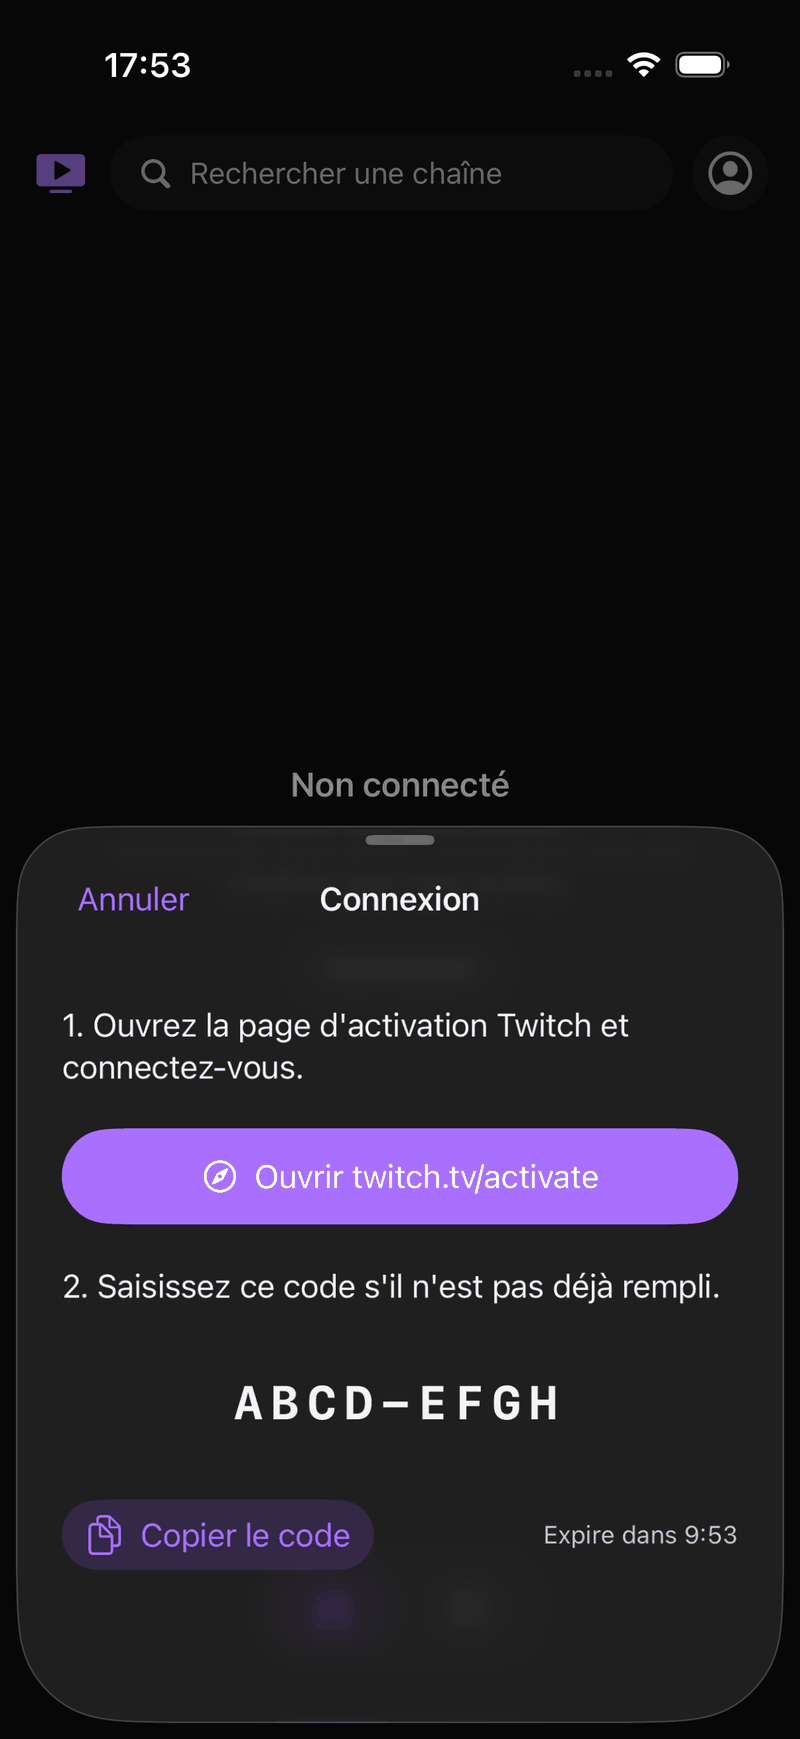 17:53
Rechercher une chaîne
Non connecté
Annuler
Connexion
1. Ouvrez la page d'activation Twitch et
connectez-vous.
Ouvrir twitch.tv/activate
2. Saisissez ce code s'il n'est pas déjà rempli.
ABCD-EFGH
Copier le code
Expire dans 9:53